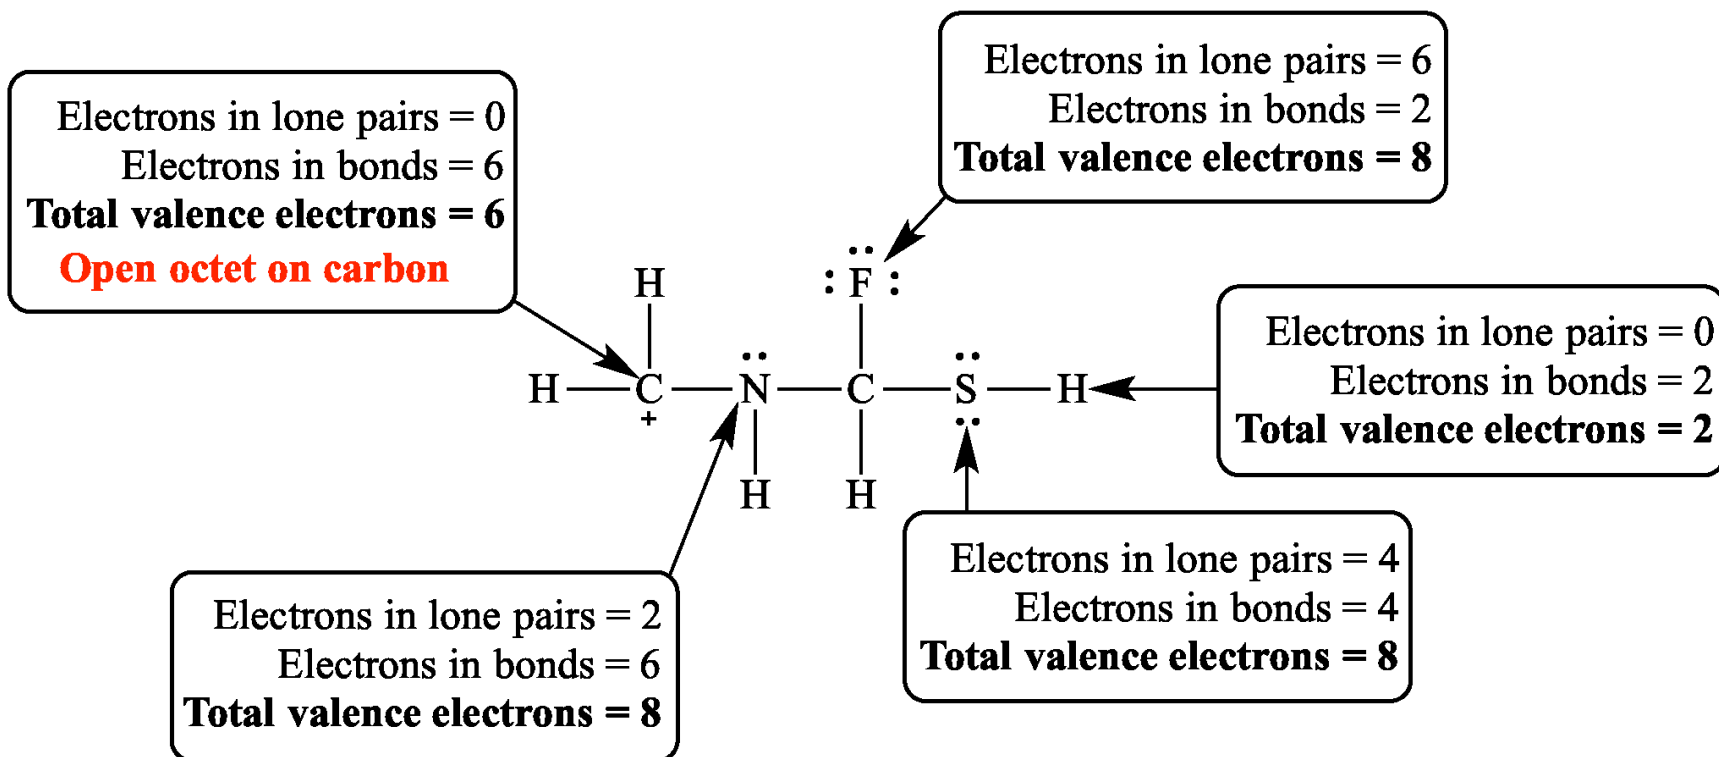 Electrons in lone pairs = 6
Electrons in bonds = 2
Total valence electrons = 8
Electrons in lone pairs = 0
Electrons in bonds = 6
Total valence electrons = 6
Open octet on carbon
H
F
Electrons in lone pairs = 0
Electrons in bonds = 2
Total valence electrons = 2
H C N C S H
+
H H
Electrons in lone pairs = 4
Electrons in bonds = 4
Total valence electrons = 8
Electrons in lone pairs = 2
Electrons in bonds = 6
Total valence electrons = 8